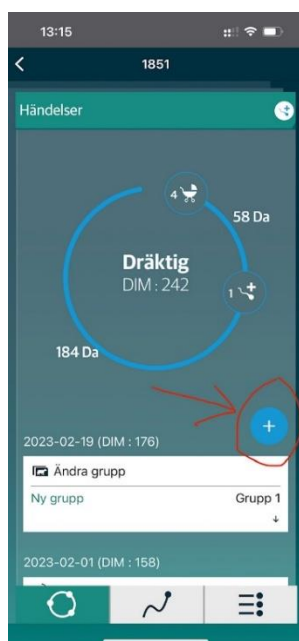 13:15
1851
Händelser
4
58 Da
Dräktig
DIM : 242
1
184 Da
+
2023-02-19 (DIM : 176)
Ändra grupp
Ny grupp Grupp 1
2023-02-01 (DIM : 158)